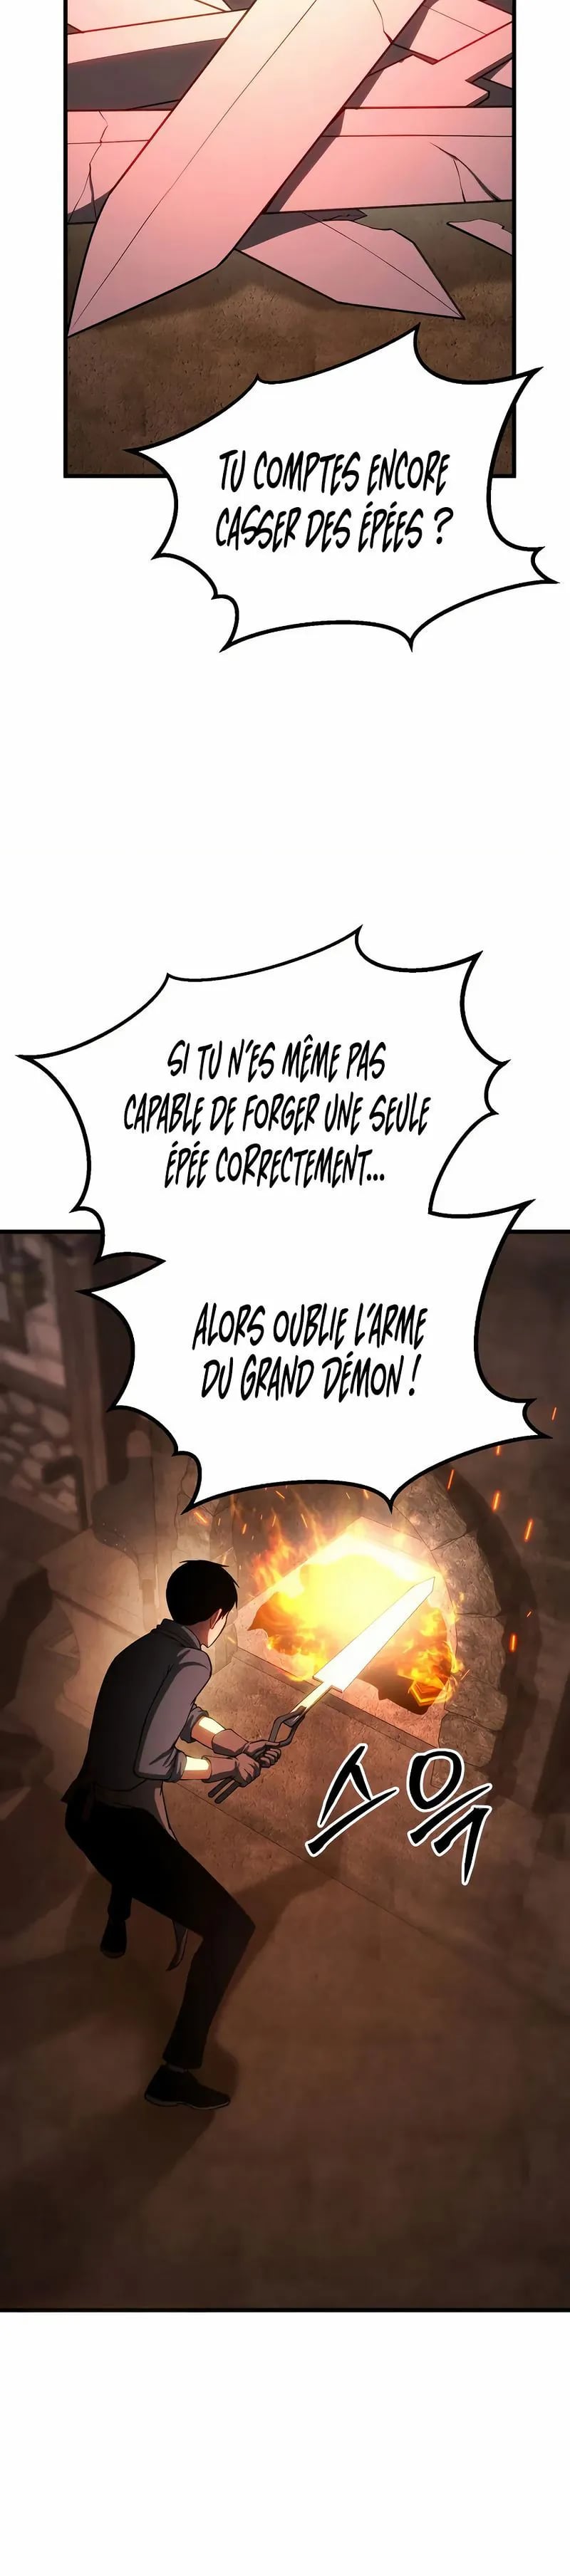 TU COMPTES ENCORE
CASSER DES ÉPÉES ?
SI TU N'ES MÊME PAS
CAPABLE DE FORGER UNE SEULE
ÉPÉE CORRECTEMENT...
ALORS OUBLIE L'ARME
DU GRAND DÉMON !
스윽